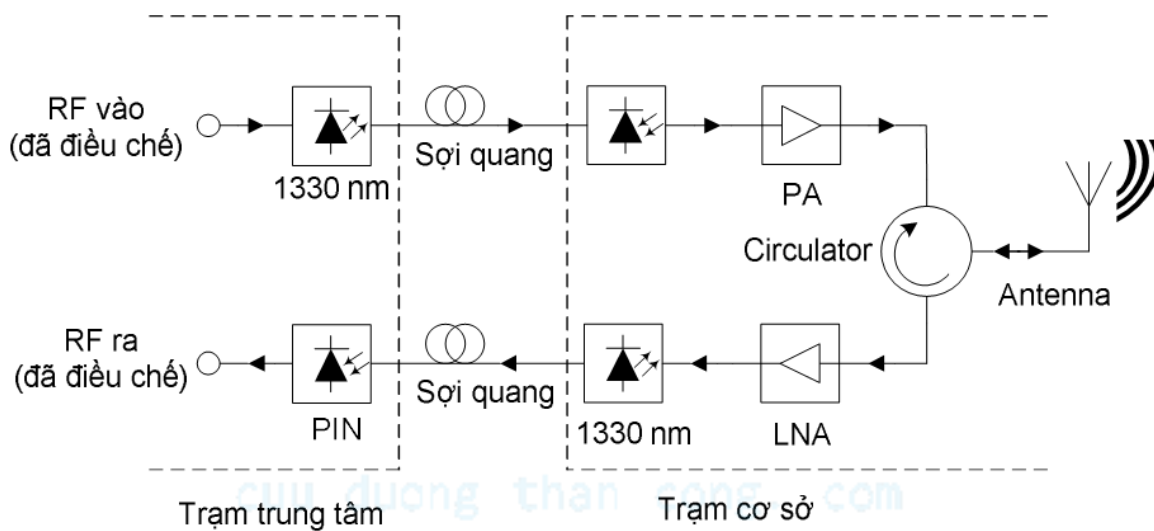 RF vào
(đã điều chế)
1330 nm
Sợi quang
PA
Circulator
Antenna
RF ra
(đã điều chế)
PIN
Sợi quang
1330 nm
LNA
cuu duong than cong. com
Trạm trung tâm
Trạm cơ sở